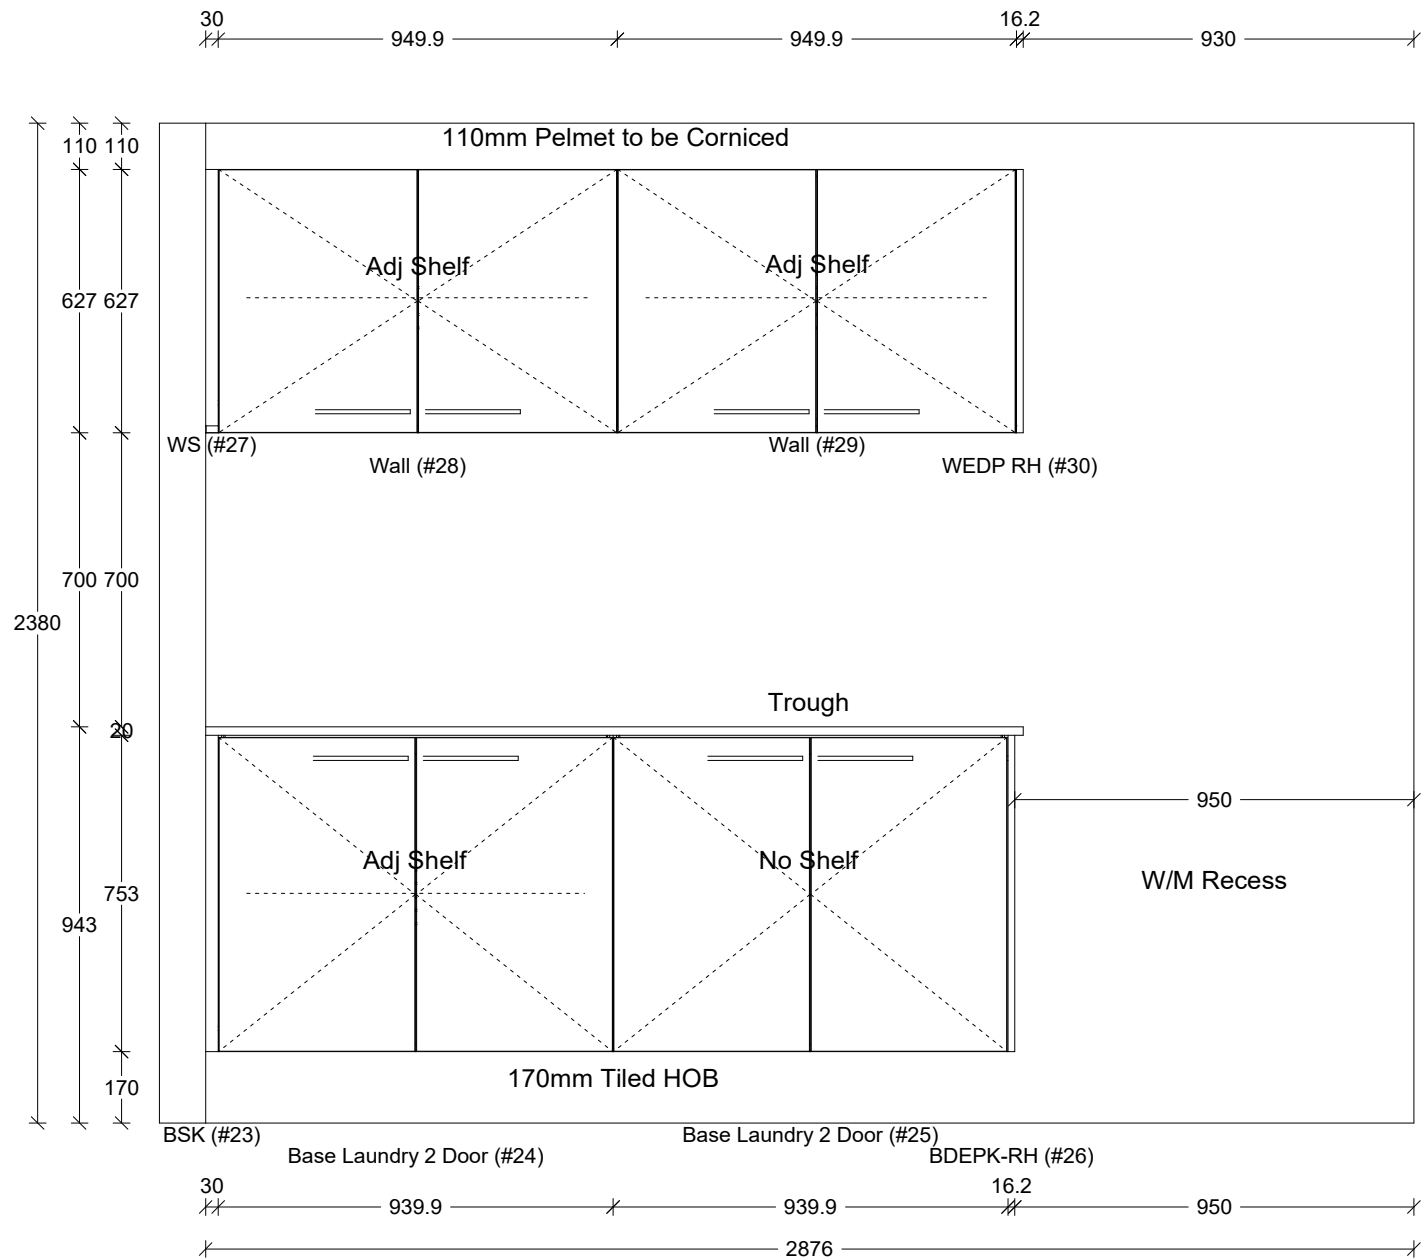 30
16.2
949.9
949.9
930
110mm Pelmet to be Corniced
110
110
Adj Shelf
Adj Shelf
627
627
WS (#27)
Wall (#29)
Wall (#28)
WEDP RH (#30)
700
700
2380
Trough
20
950
Adj Shelf
No Shelf
W/M Recess
753
943
170mm Tiled HOB
170
BSK (#23)
Base Laundry 2 Door (#25)
Base Laundry 2 Door (#24)
BDEPK-RH (#26)
30
16.2
939.9
939.9
950
2876